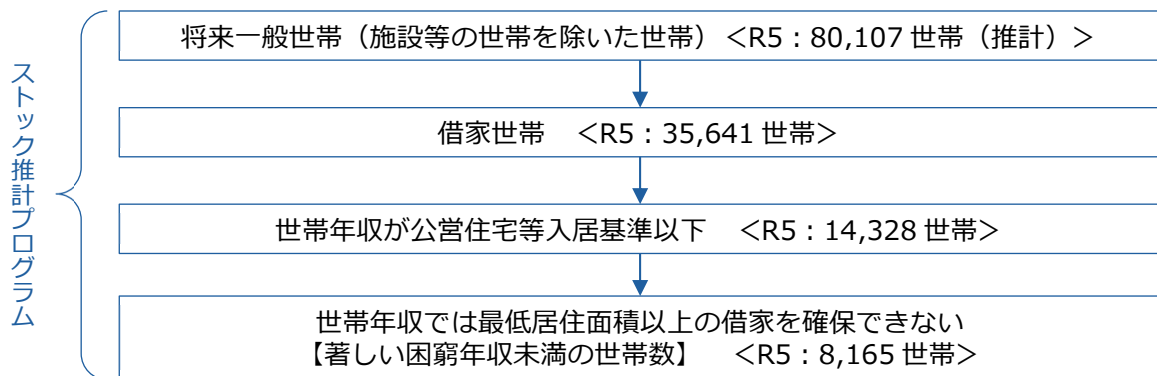 ストック推計プログラム
将来一般世帯（施設等の世帯を除いた世帯）＜R5：80,107 世帯（推計）＞
借家世帯　＜R5：35,641 世帯＞
世帯年収が公営住宅等入居基準以下　＜R5：14,328 世帯＞
世帯年収では最低居住面積以上の借家を確保できない
【著しい困窮年収未満の世帯数】　＜R5：8,165 世帯＞